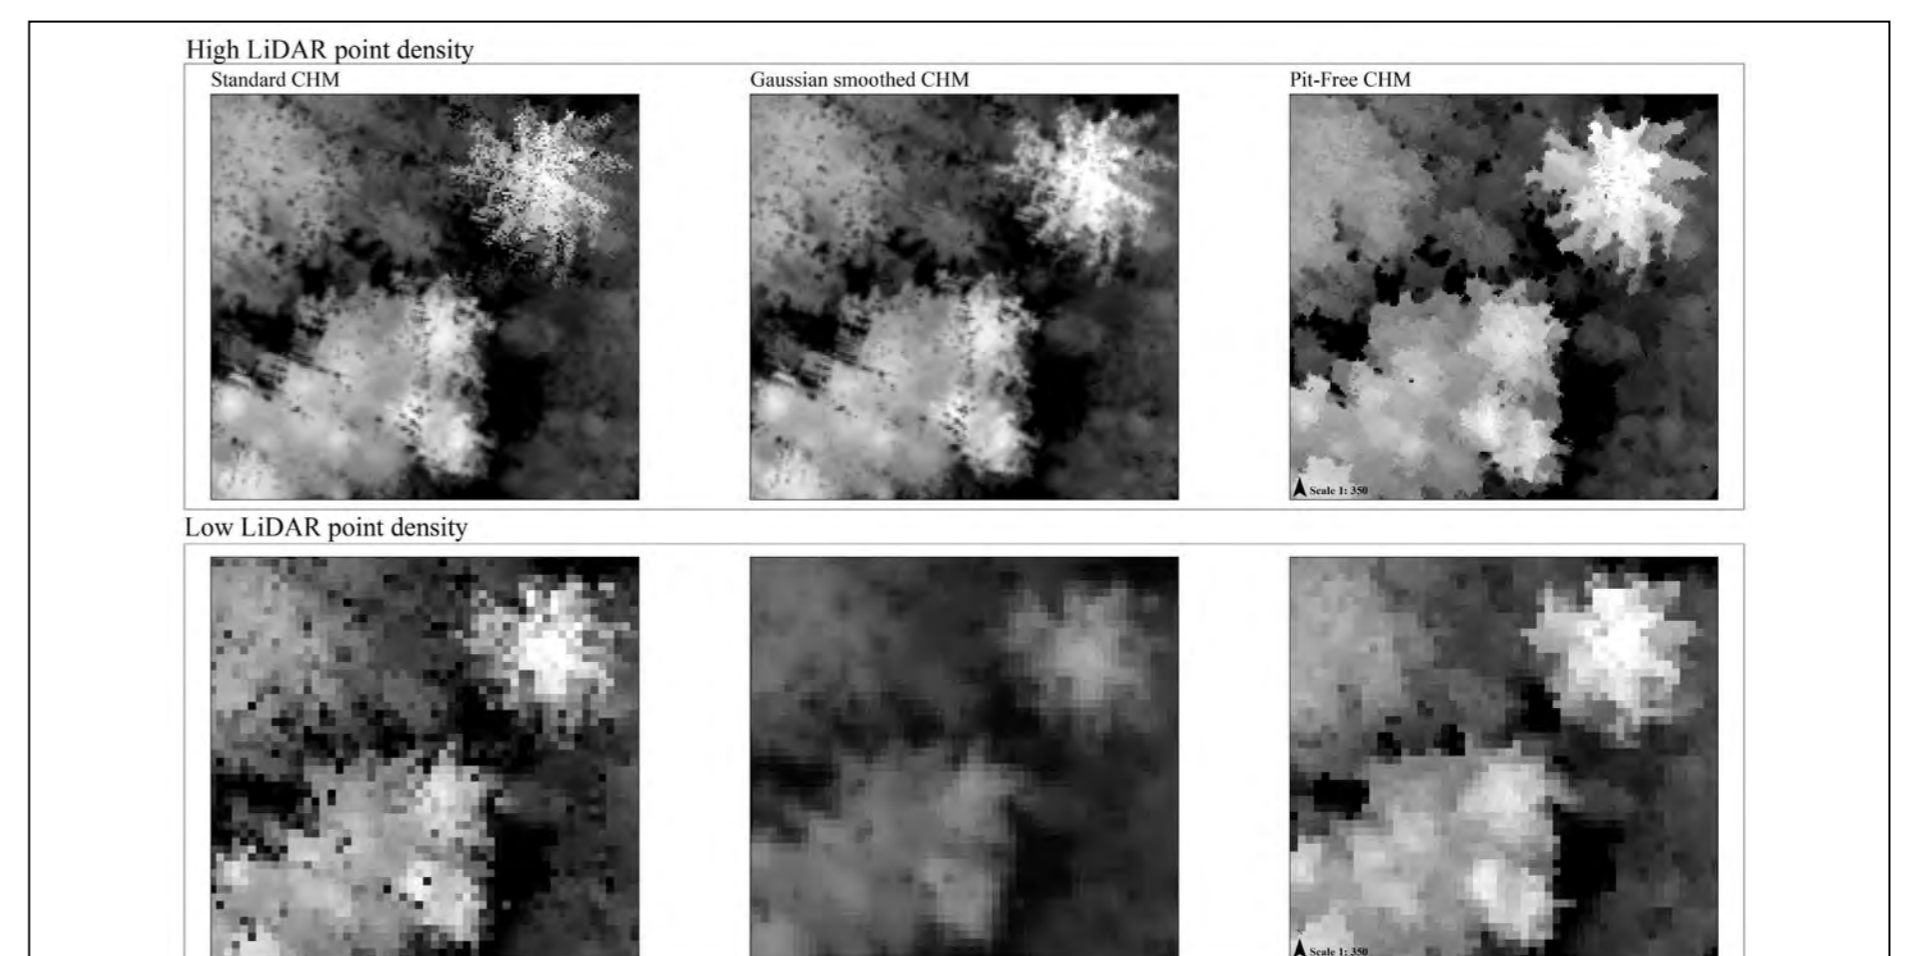 High LiDAR point density
Standard CHM
Gaussian smoothed CHM
Pit-Free CHM
Scale 1: 350
Low LiDAR point density
Scale 1: 350